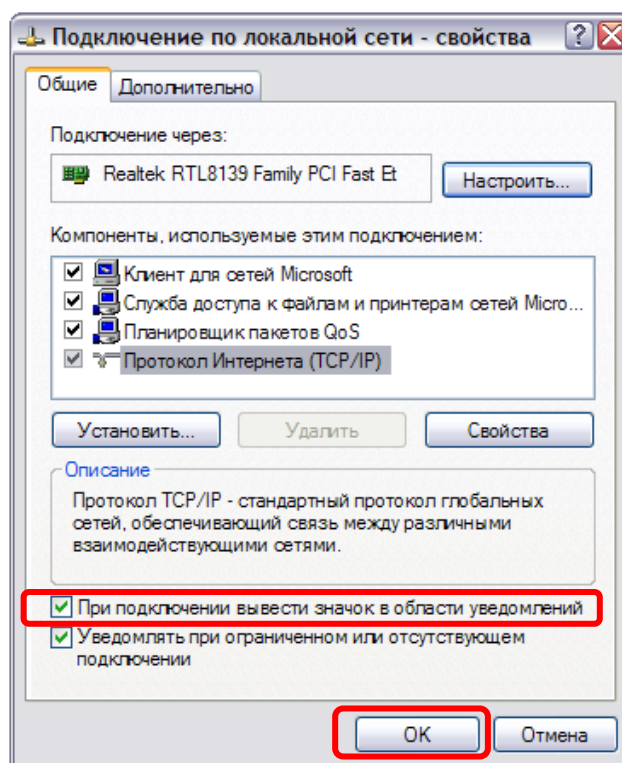 Подключение по локальной сети - свойства
Общие
Дополнительно
Подключение через:
Realtek RTL8139 Family PCI Fast Et
Настроить...
Компоненты, используемые этим подключением:
Клиент для сетей Microsoft
Служба доступа к файлам и принтерам сетей Micro...
Планировщик пакетов QoS
Протокол Интернета (TCP/IP)
Установить...
Удалить
Свойства
Описание
Протокол TCP/IP - стандартный протокол глобальных
сетей, обеспечивающий связь между различными
взаимодействующими сетями.
При подключении вывести значок в области уведомлений
Уведомлять при ограниченном или отсутствующем
подключении
OK
Отмена